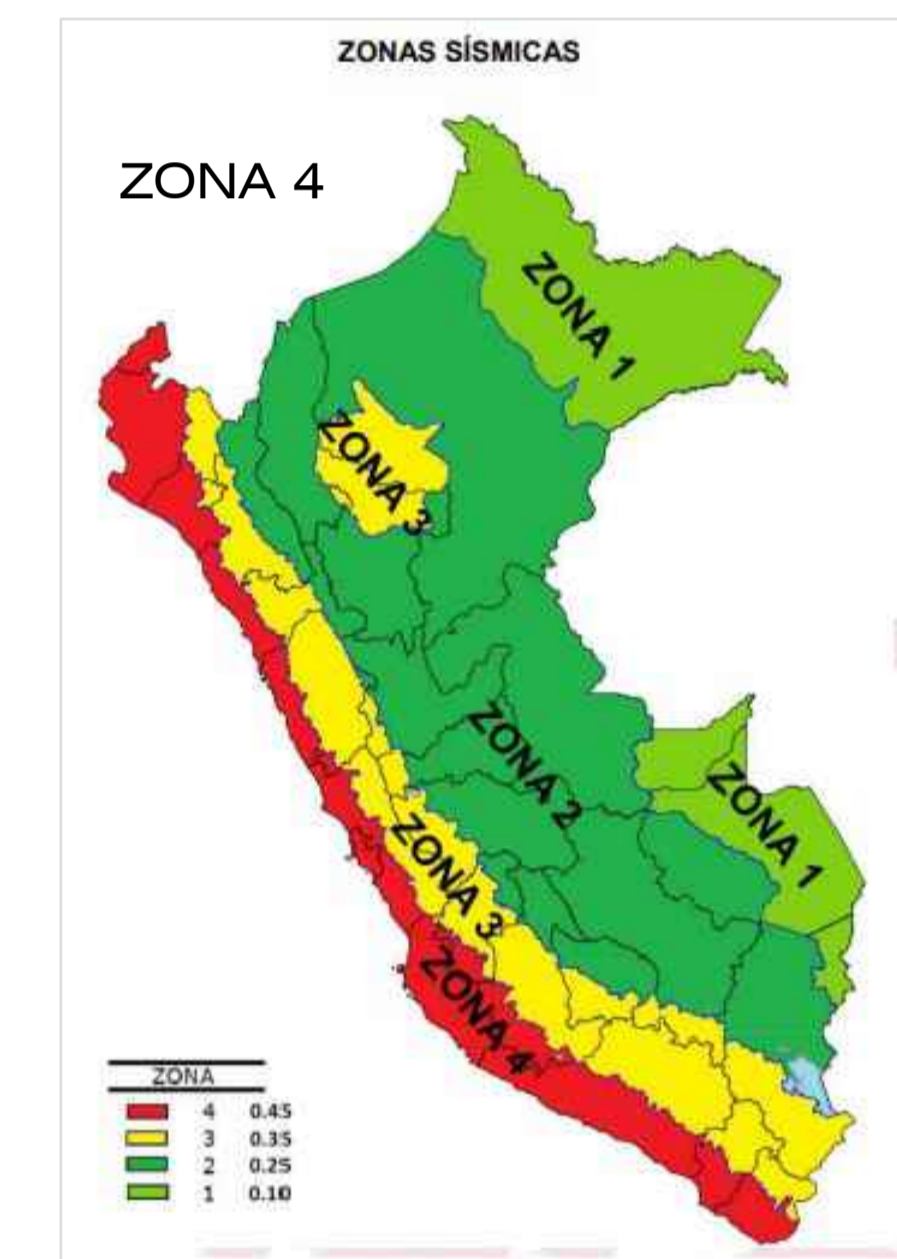 ZONAS SÍSMICAS
ZONA 4
ZONA 1
ZONA 3
ZONA 2
ZONA 1
ZONA 3
ZONA 4
ZONA
4 0.45
3 0.35
2 0.25
1 0.10